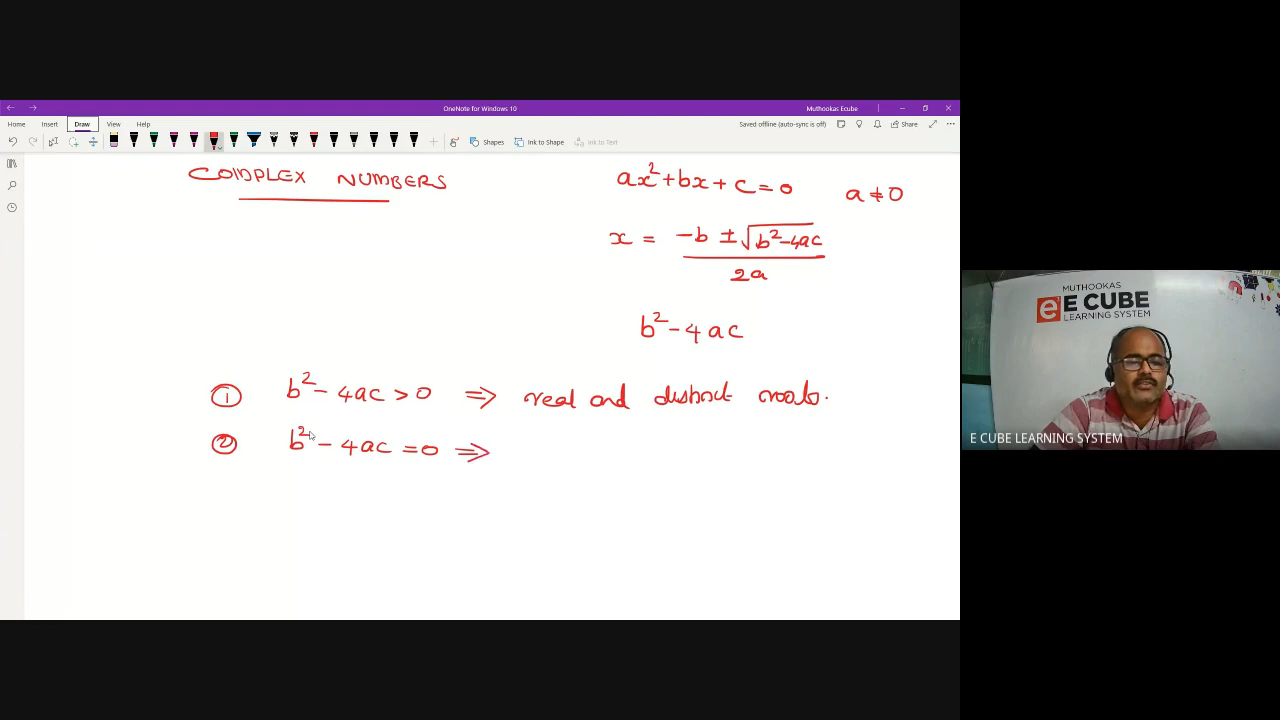 OneNote for Windows 10
Muthookas Ecube
Home Insert Draw View Help
Saved offline (auto-sync is off)
Share
Shapes
Ink to Shape
Ink to Text
COMPLEX NUMBERS
ax²+bx+c=0 a≠0
x = (-b ± √(b²-4ac)) / 2a
b²-4ac
① b²-4ac>0 ⇒ real and distinct roots.
② b²-4ac=0 ⇒
MUTHOOKAS
e E CUBE
LEARNING SYSTEM
E CUBE LEARNING SYSTEM